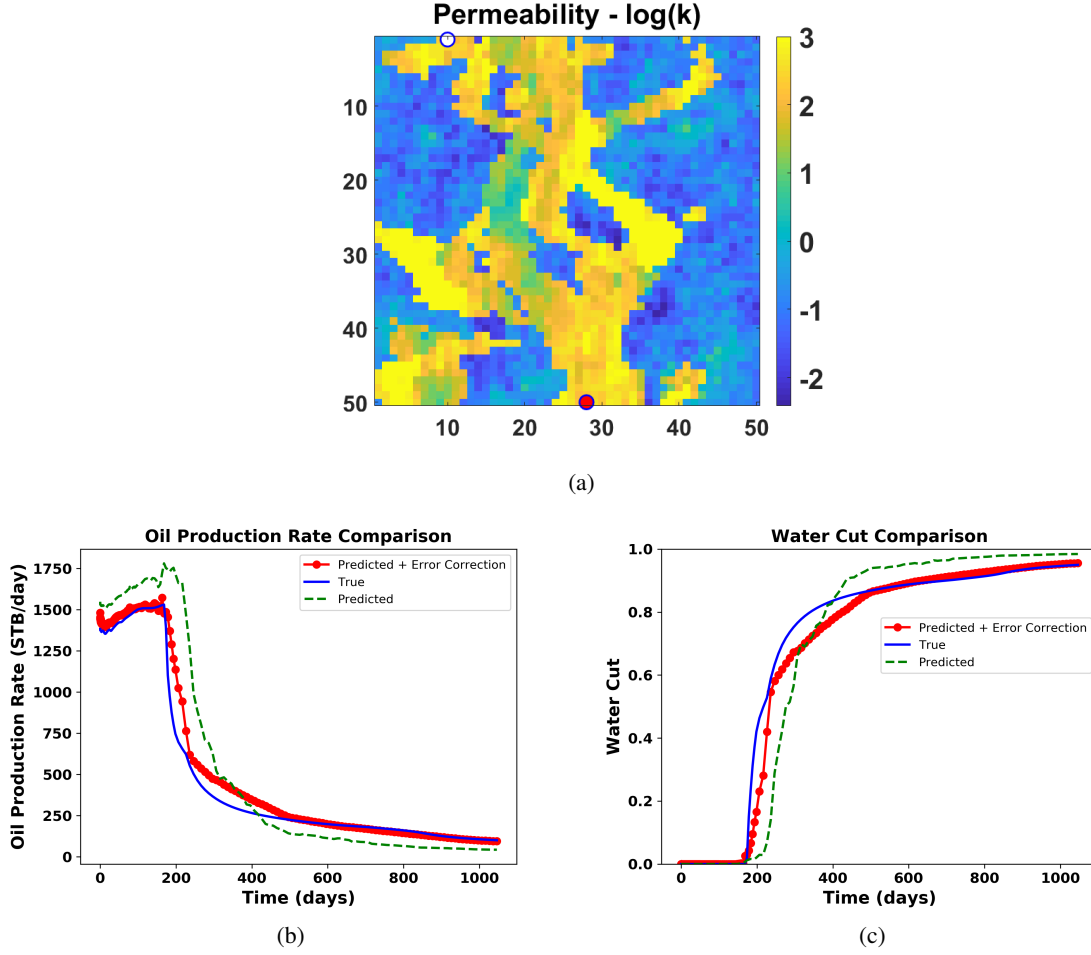 Permeability - log(k)
10
20
30
40
50
10
20
30
40
50
3
2
1
0
-1
-2
(a)
Oil Production Rate Comparison
Oil Production Rate (STB/day)
1750
1500
1250
1000
750
500
250
0
0
200
400
600
800
1000
Time (days)
Predicted + Error Correction
True
Predicted
(b)
Water Cut Comparison
Water Cut
1.0
0.8
0.6
0.4
0.2
0.0
0
200
400
600
800
1000
Time (days)
Predicted + Error Correction
True
Predicted
(c)